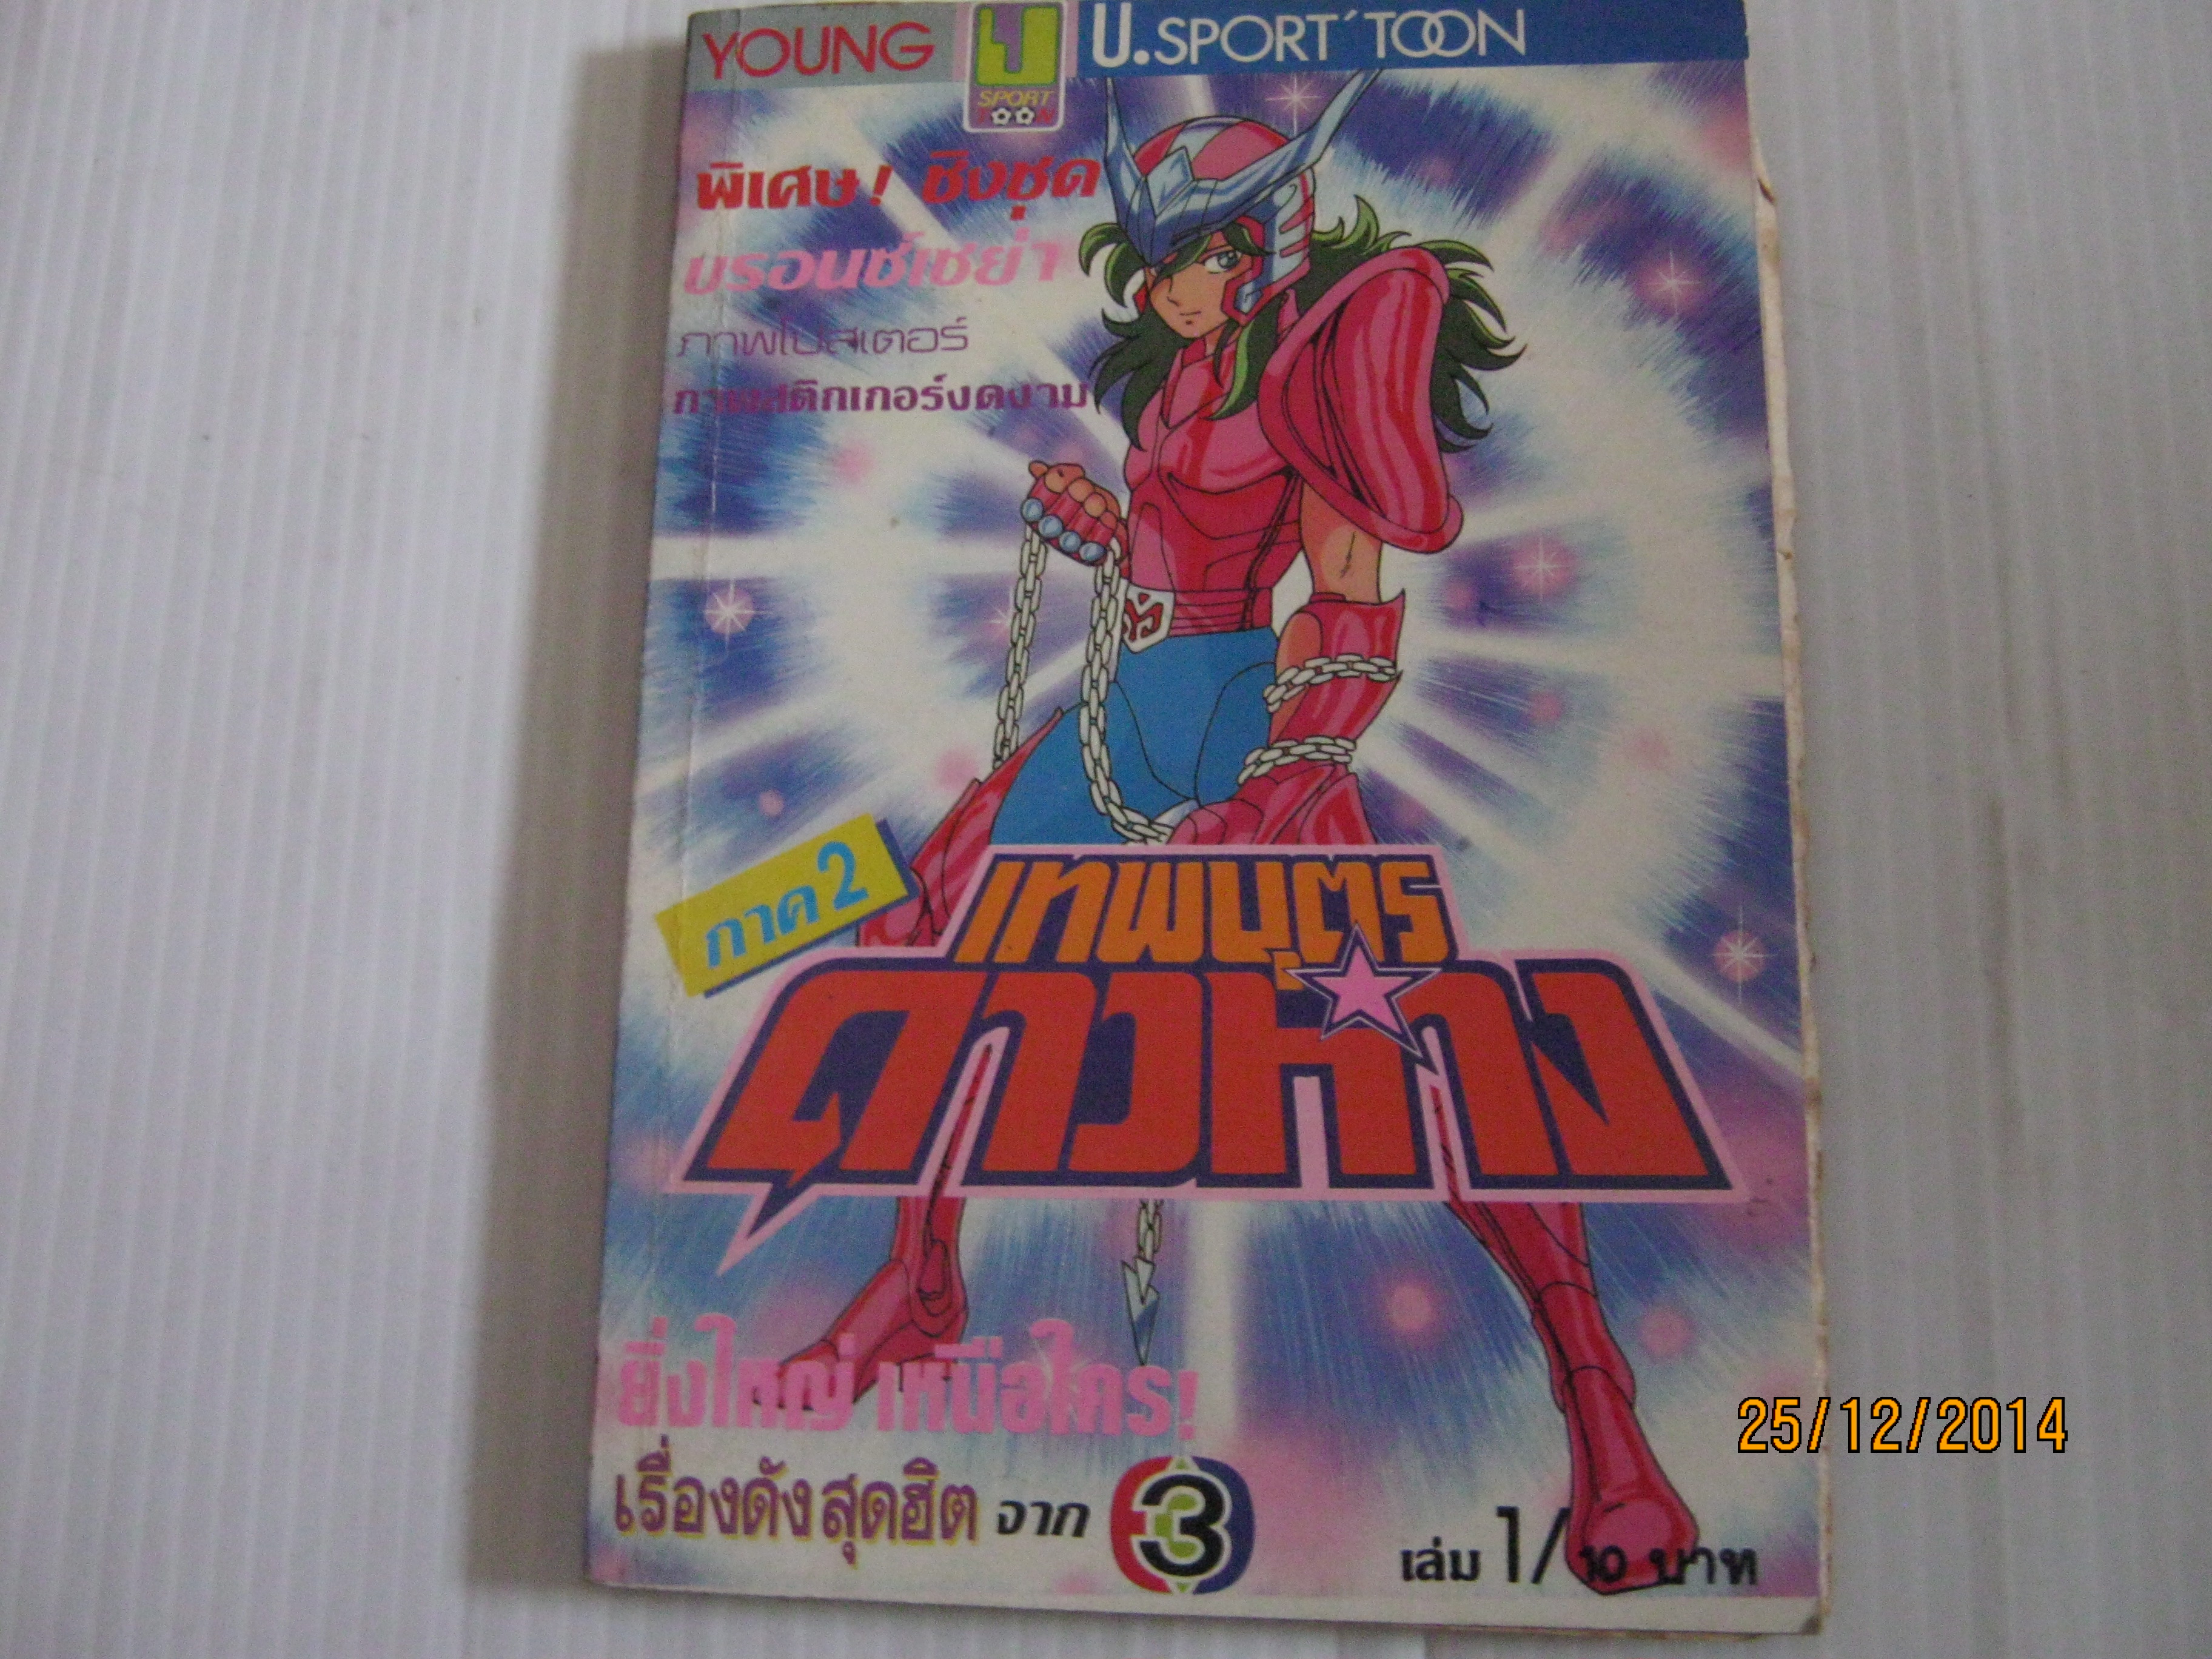 YOUNG
SPORT
TOON
U.SPORT'TOON
พิเศษ! ชิงชุด
บรอนซ์เซย่า
ภาพโปสเตอร์
ภาพสติกเกอร์งดงาม
ภาค 2
เทพบุตร
ดาวหาง
ยิ่งใหญ่ เหนือใคร!
เรื่องดังสุดฮิต จาก 3
เล่ม 1/10 บาท
25/12/2014